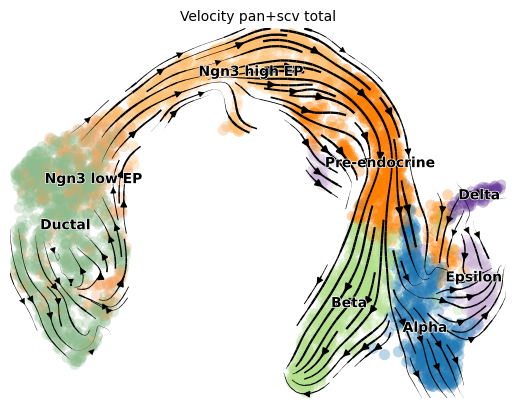 Velocity pan+scv total
Ngn3 high EP
Pre-endocrine
Ngn3 low EP
Delta
Ductal
Epsilon
Beta
Alpha